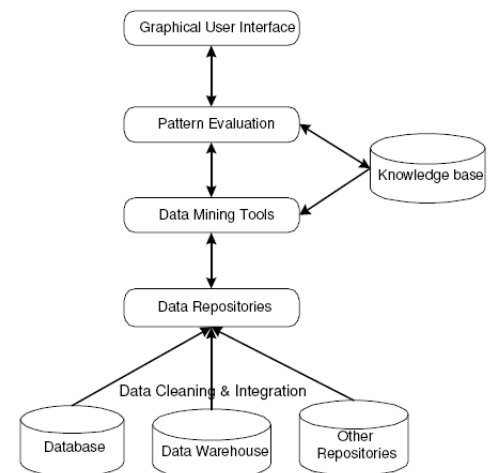 Graphical User Interface
Pattern Evaluation
Knowledge base
Data Mining Tools
Data Repositories
Data Cleaning & Integration
Database
Data Warehouse
Other
Repositories